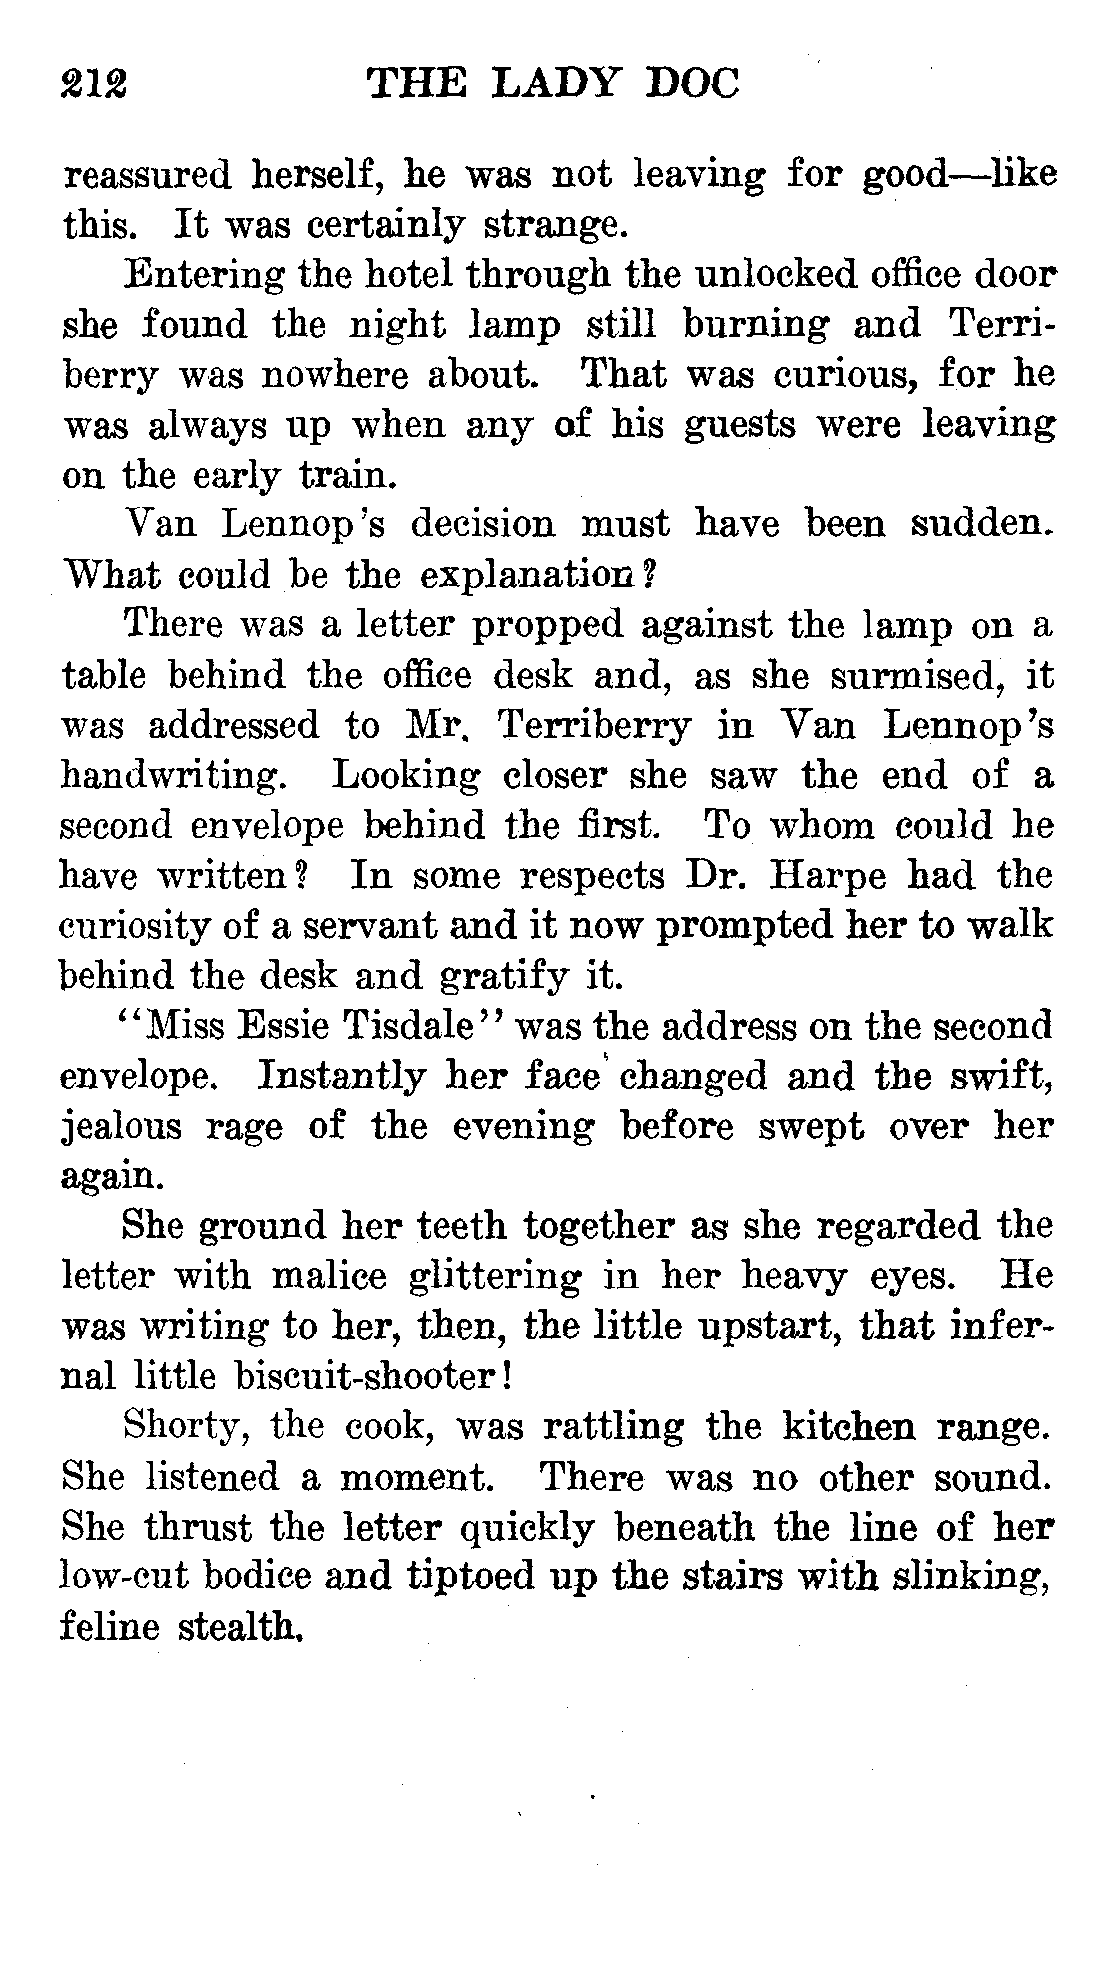 212 THE LADY DOC
reassured herself, he was not leaving for good—like
this. It was certainly strange.
Entering the hotel through the unlocked office door
she found the night lamp still burning and Terri-
berry was nowhere about. That was curious, for he
was always up when any of his guests were leaving
on the early train.
Van Lennop's decision must have been sudden.
What could be the explanation?
There was a letter propped against the lamp on a
table behind the office desk and, as she surmised, it
was addressed to Mr. Terriberry in Van Lennop's
handwriting. Looking closer she saw the end of a
second envelope behind the first. To whom could he
have written? In some respects Dr. Harpe had the
curiosity of a servant and it now prompted her to walk
behind the desk and gratify it.
“Miss Essie Tisdale” was the address on the second
envelope. Instantly her face changed and the swift,
jealous rage of the evening before swept over her
again.
She ground her teeth together as she regarded the
letter with malice glittering in her heavy eyes. He
was writing to her, then, the little upstart, that infer-
nal little biscuit-shooter!
Shorty, the cook, was rattling the kitchen range.
She listened a moment. There was no other sound.
She thrust the letter quickly beneath the line of her
low-cut bodice and tiptoed up the stairs with slinking,
feline stealth.